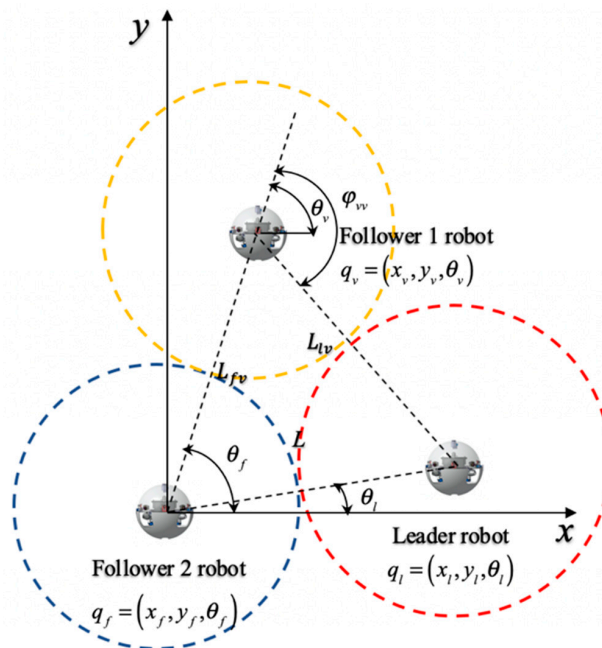 y
θ_v
φ_vv
Follower 1 robot
q_v = (x_v, y_v, θ_v)
L_lv
L_fv
L
θ_f
θ_l
x
Leader robot
q_l = (x_l, y_l, θ_l)
Follower 2 robot
q_f = (x_f, y_f, θ_f)